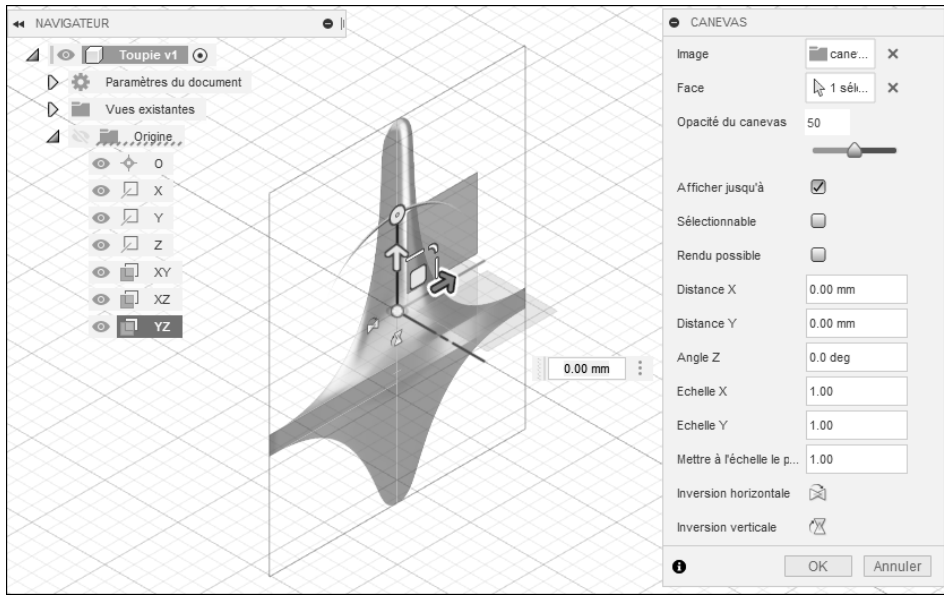 NAVIGATEUR
Toupie v1
Paramètres du document
Vues existantes
Origine
O
X
Y
Z
XY
XZ
YZ
0.00 mm
CANEVAS
Image cane...
Face 1 séle...
Opacité du canevas 50
Afficher jusqu'à
Sélectionnable
Rendu possible
Distance X 0.00 mm
Distance Y 0.00 mm
Angle Z 0.0 deg
Echelle X 1.00
Echelle Y 1.00
Mettre à l'échelle le p... 1.00
Inversion horizontale
Inversion verticale
OK Annuler